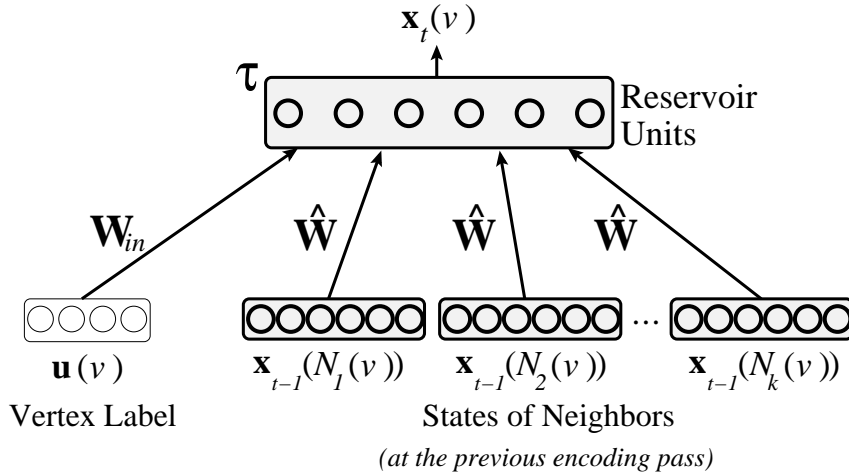 x_t(v)
τ
Reservoir
Units
W_in Ŵ Ŵ Ŵ
...
u(v) x_{t−1}(N_1(v)) x_{t−1}(N_2(v)) x_{t−1}(N_k(v))
Vertex Label States of Neighbors
(at the previous encoding pass)